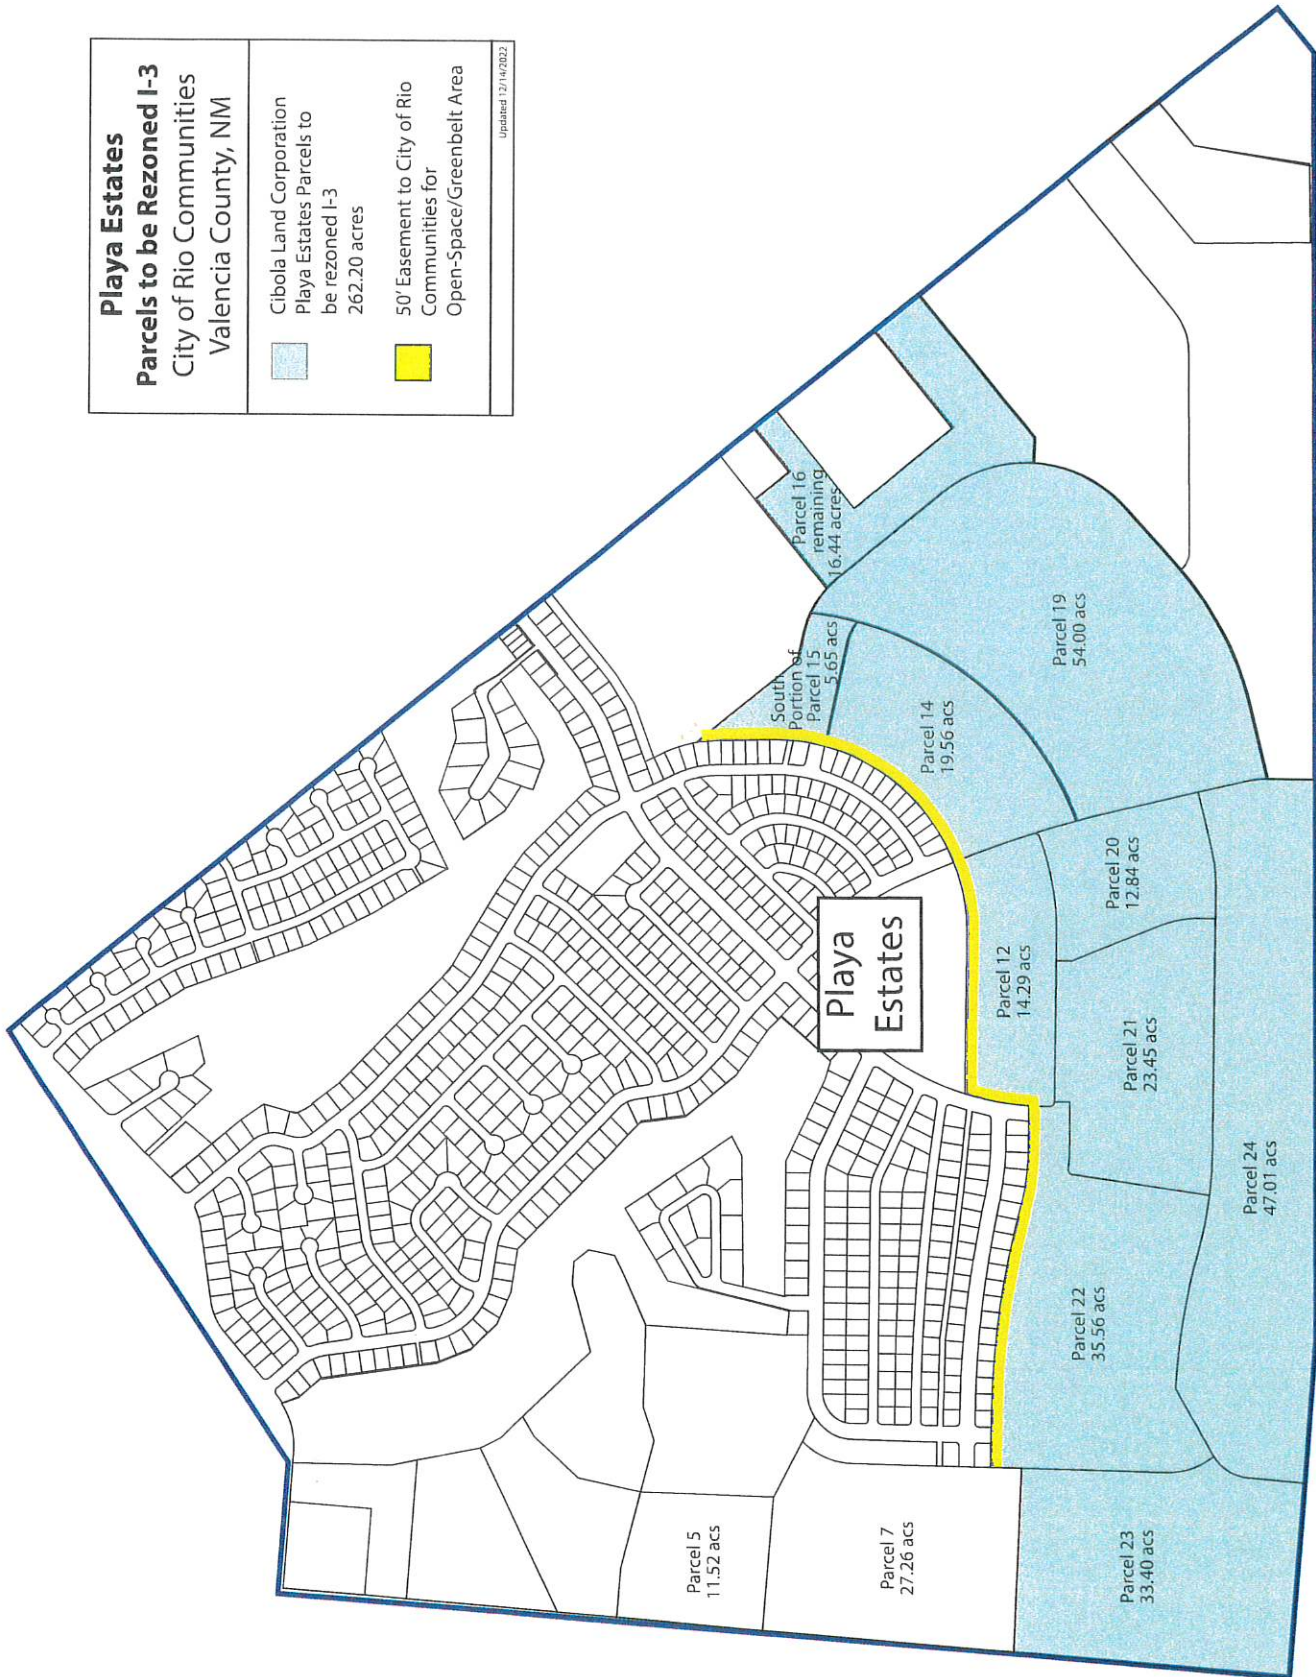 Playa Estates
Parcels to be Rezoned I-3
City of Rio Communities
Valencia County, NM
Cibola Land Corporation
Playa Estates Parcels to
be rezoned I-3
262.20 acres
50' Easement to City of Rio
Communities for
Open-Space/Greenbelt Area
Updated 12/14/2022
Parcel 16
remaining
16.44 acres
South
Portion of
Parcel 15
5.65 acs
Parcel 19
54.00 acs
Parcel 14
19.56 acs
Playa
Estates
Parcel 12
14.29 acs
Parcel 20
12.84 acs
Parcel 21
23.45 acs
Parcel 24
47.01 acs
Parcel 22
35.56 acs
Parcel 5
11.52 acs
Parcel 7
27.26 acs
Parcel 23
33.40 acs